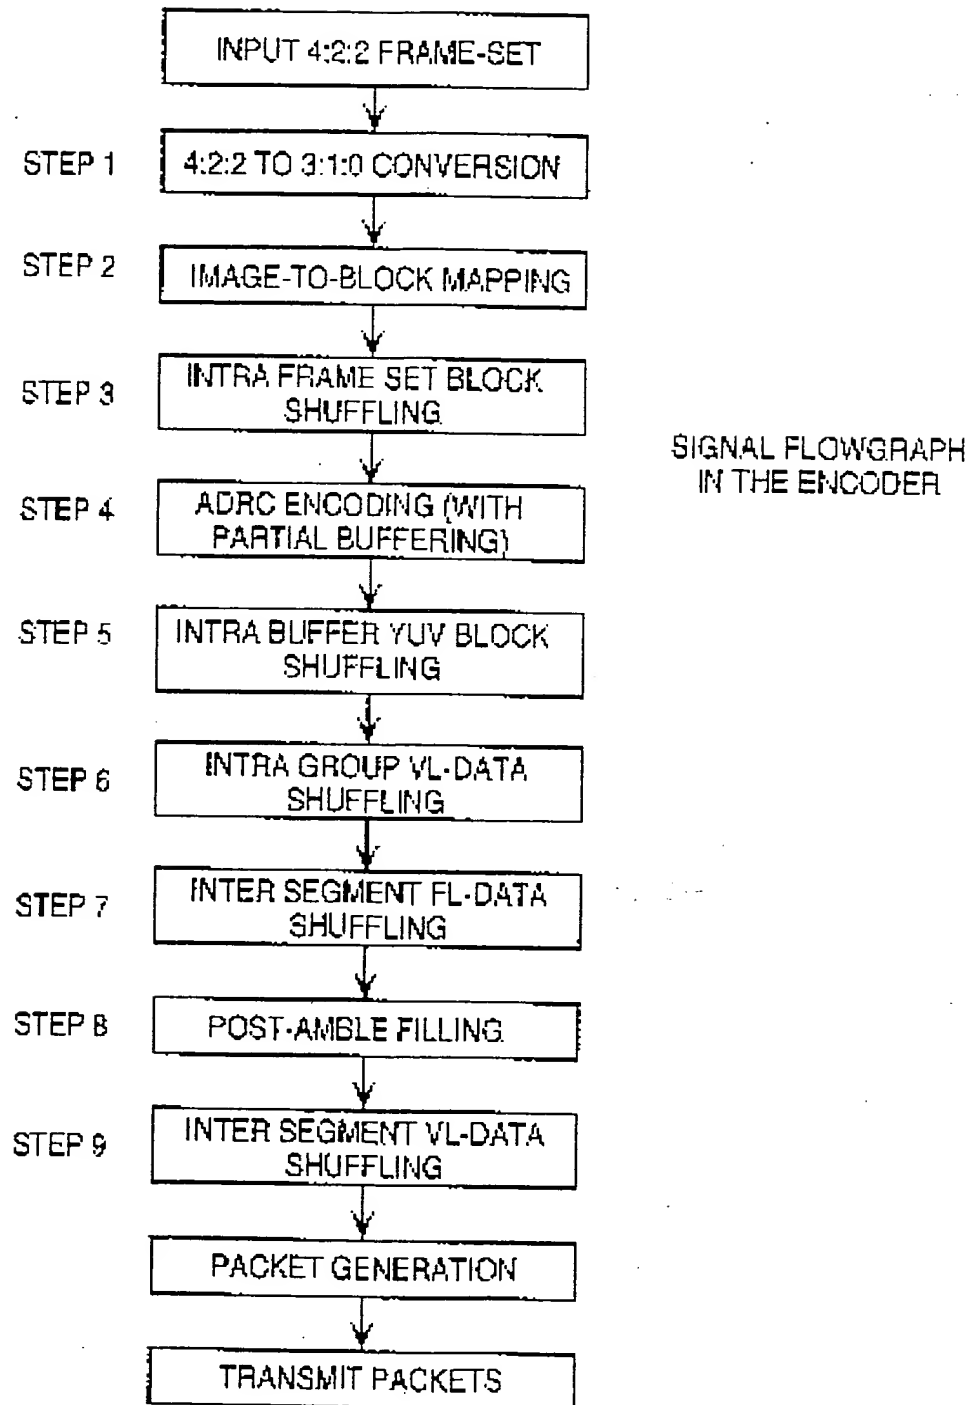 INPUT 4:2:2 FRAME-SET
STEP 1
4:2:2 TO 3:1:0 CONVERSION
STEP 2
IMAGE-TO-BLOCK MAPPING
STEP 3
INTRA FRAME SET BLOCK
SHUFFLING
SIGNAL FLOWGRAPH
IN THE ENCODER
STEP 4
ADRC ENCODING (WITH
PARTIAL BUFFERING)
STEP 5
INTRA BUFFER YUV BLOCK
SHUFFLING
STEP 6
INTRA GROUP VL-DATA
SHUFFLING
STEP 7
INTER SEGMENT FL-DATA
SHUFFLING
STEP 8
POST-AMBLE FILLING
STEP 9
INTER SEGMENT VL-DATA
SHUFFLING
PACKET GENERATION
TRANSMIT PACKETS